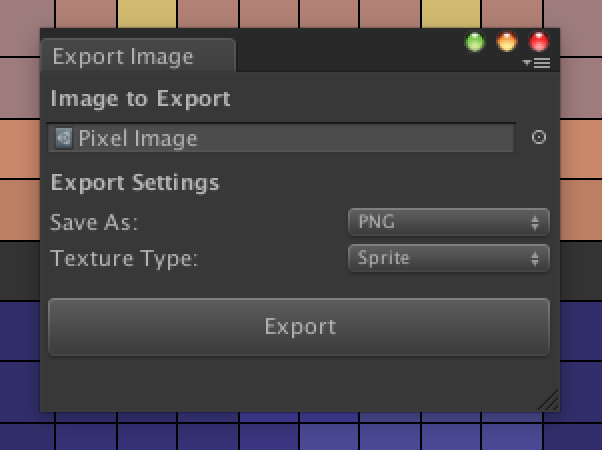 Export Image
Image to Export
Pixel Image
Export Settings
Save As: PNG
Texture Type: Sprite
Export